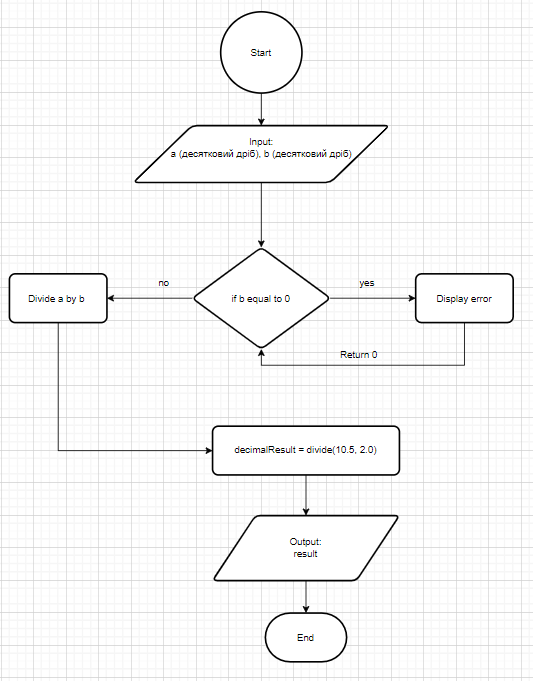 Start
Input:
a (десятковий дріб), b (десятковий дріб)
no
yes
Divide a by b
if b equal to 0
Display error
Return 0
decimalResult = divide(10.5, 2.0)
Output:
result
End